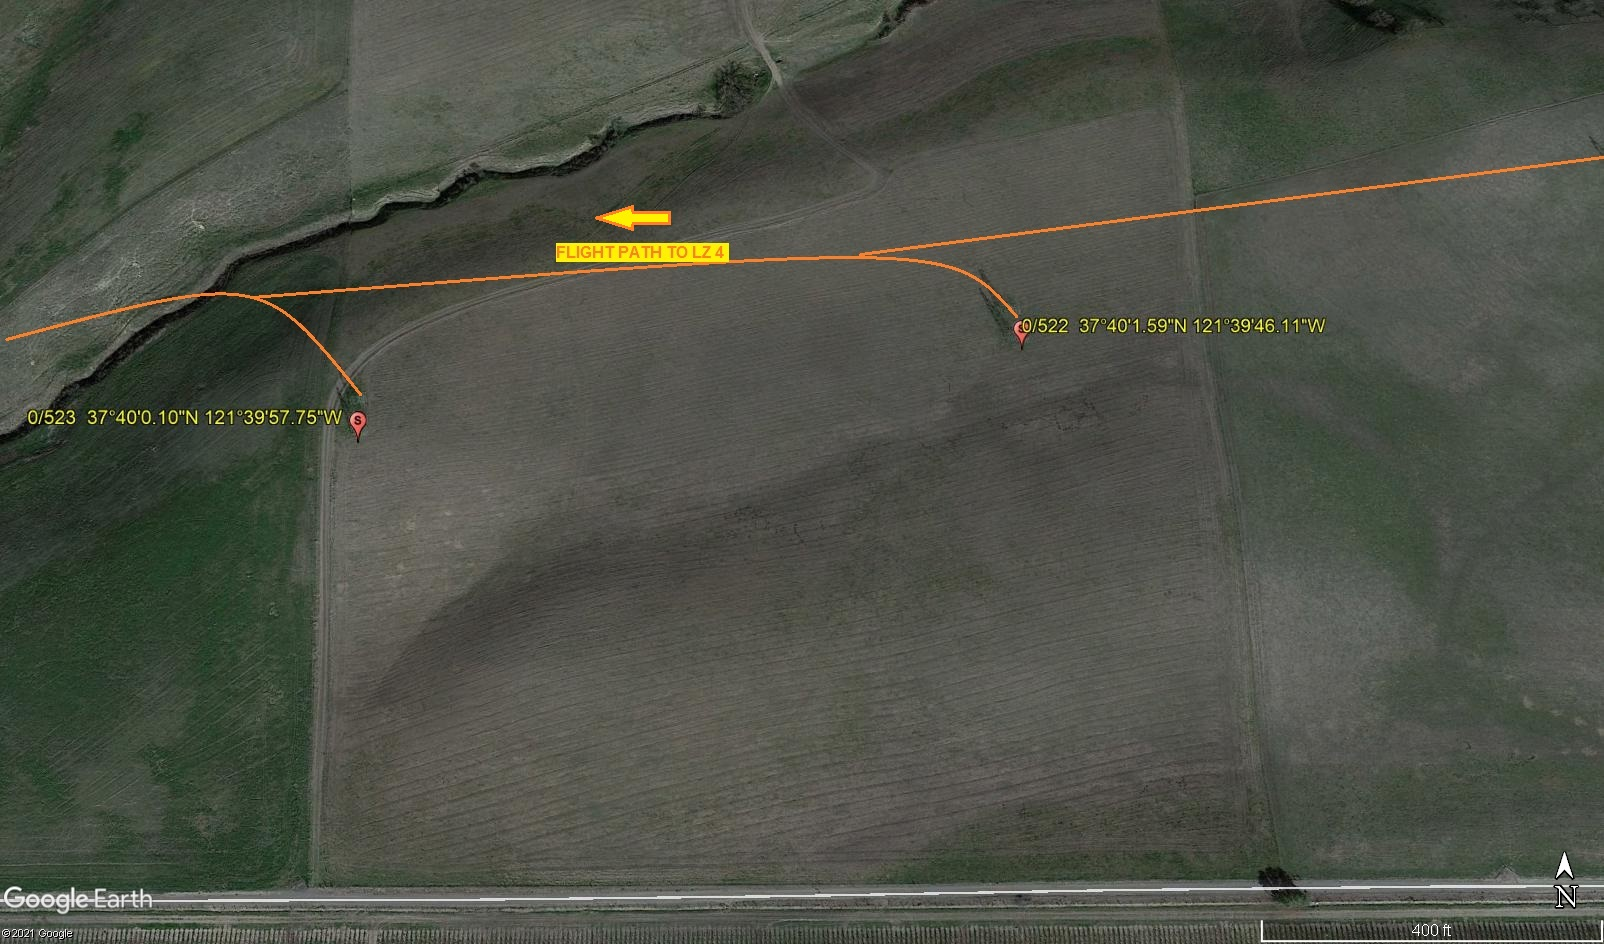 FLIGHT PATH TO LZ 4
0/522  37°40'1.59"N 121°39'46.11"W
0/523  37°40'0.10"N 121°39'57.75"W
S
S
Google Earth
N
©2021 Google
400 ft